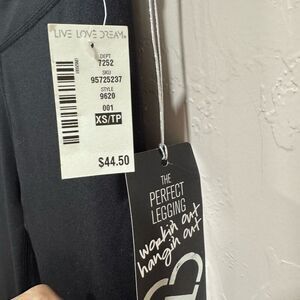 LIVE LOVE DREAM®
DEPT
7252
SKU
95725237
STYLE
9620
001
XS/TP
$44.50
THE
PERFECT
LEGGING
workin out
hangin out